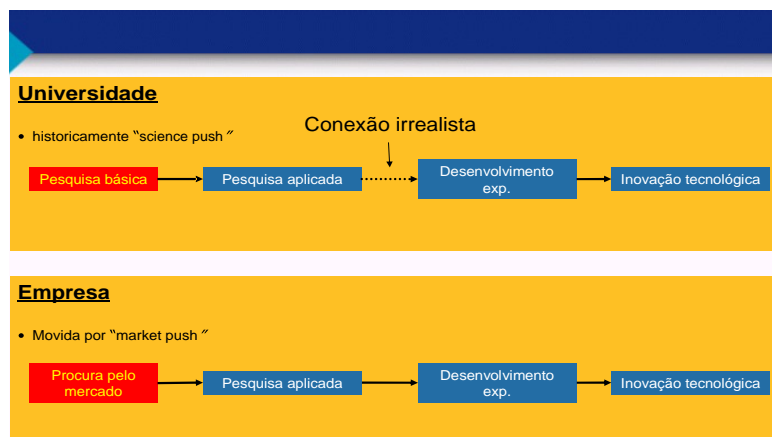 Universidade
• historicamente “science push ”
Conexão irrealista
Pesquisa básica
Pesquisa aplicada
Desenvolvimento
exp.
Inovação tecnológica
Empresa
• Movida por “market push ”
Procura pelo
mercado
Pesquisa aplicada
Desenvolvimento
exp.
Inovação tecnológica